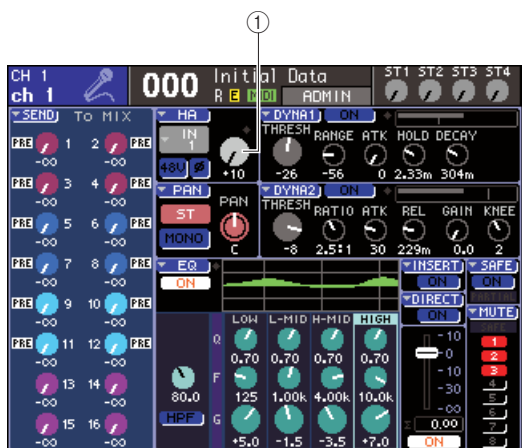 ①
CH 1
ch 1
000 Initial Data
R E MIDI ADMIN
ST1 ST2 ST3 ST4
SEND To MIX
PRE 1 2 PRE
-∞ -∞
PRE 3 4 PRE
-∞ -∞
PRE 5 6 PRE
-∞ -∞
PRE 7 8 PRE
-∞ -∞
PRE 9 10 PRE
-∞ -∞
PRE 11 12 PRE
-∞ -∞
13 14
-∞ -∞
15 16
-∞ -∞
HA
IN
1
48V ø
+10
DYNA1 ON
THRESH RANGE ATK HOLD DECAY
-26 -56 0 2.33m 304m
PAN
ST
MONO
PAN
C
DYNA2 ON
THRESH RATIO ATK REL GAIN KNEE
-8 2.5:1 30 229m 0.0 2
EQ
ON
LOW L-MID H-MID HIGH
Q
0.70 0.70 0.70 0.70
F
80.0 125 1.00k 4.00k 10.0k
HPF
G
+5.0 -1.5 -3.5 +7.0
INSERT
ON
DIRECT
ON
10
0
10
30
-∞
Σ 0.00
ON
SAFE
ON
PARTIAL
MUTE
SAFE
1
2
3
4
5
6
7
8